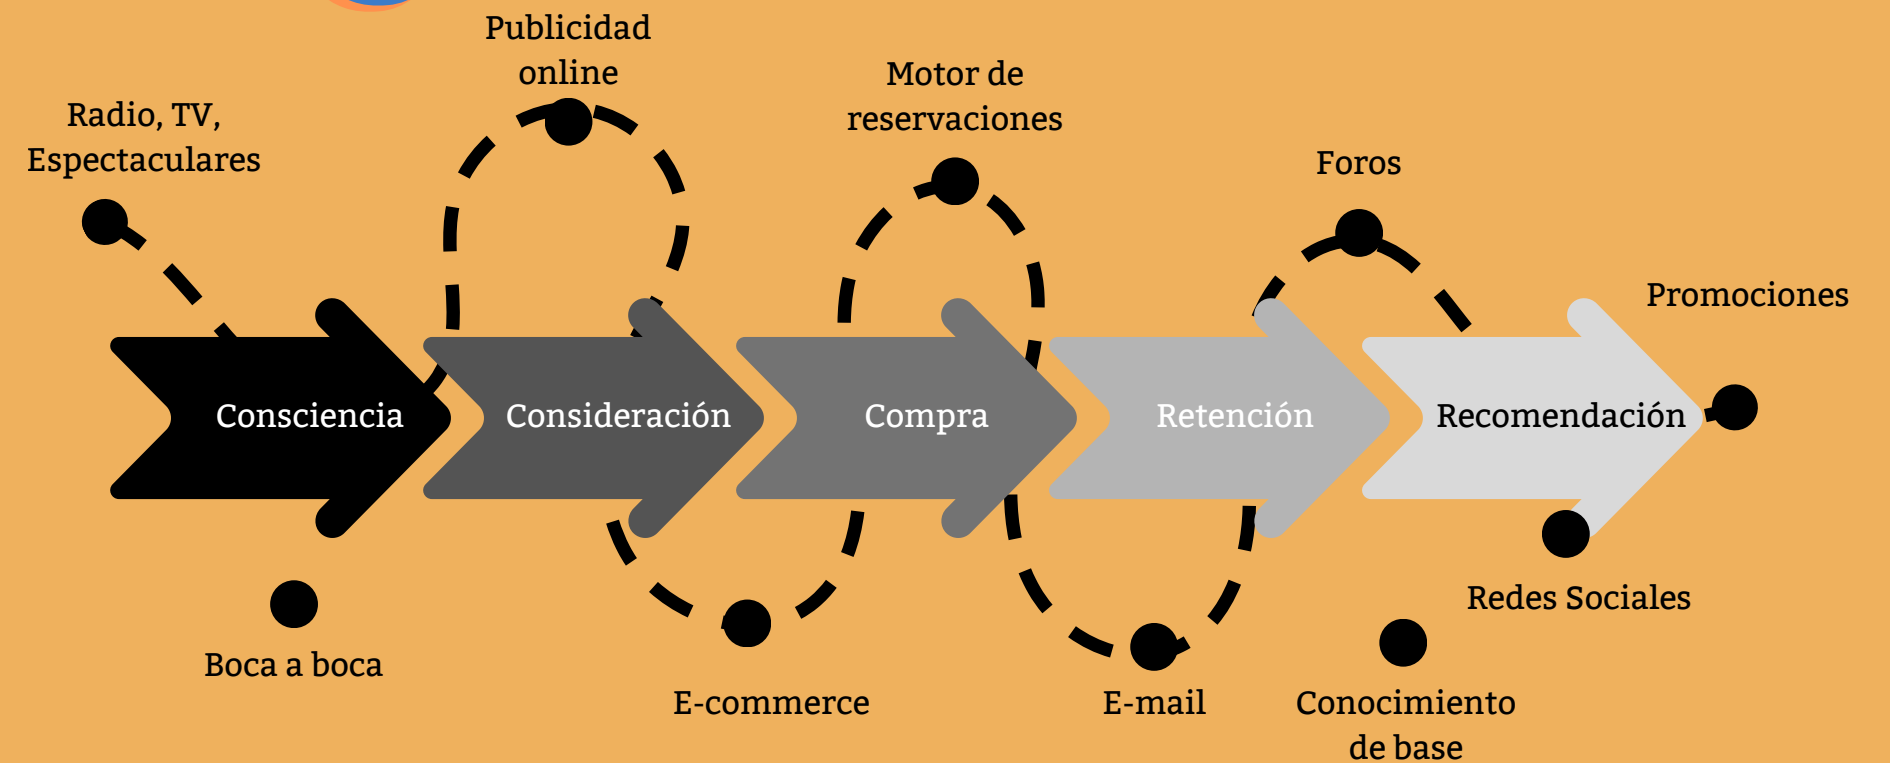 Publicidad
online
Motor de
reservaciones
Radio, TV,
Espectaculares
Foros
Promociones
Consciencia
Consideración
Compra
Retención
Recomendación
Redes Sociales
Boca a boca
E-commerce
E-mail
Conocimiento
de base